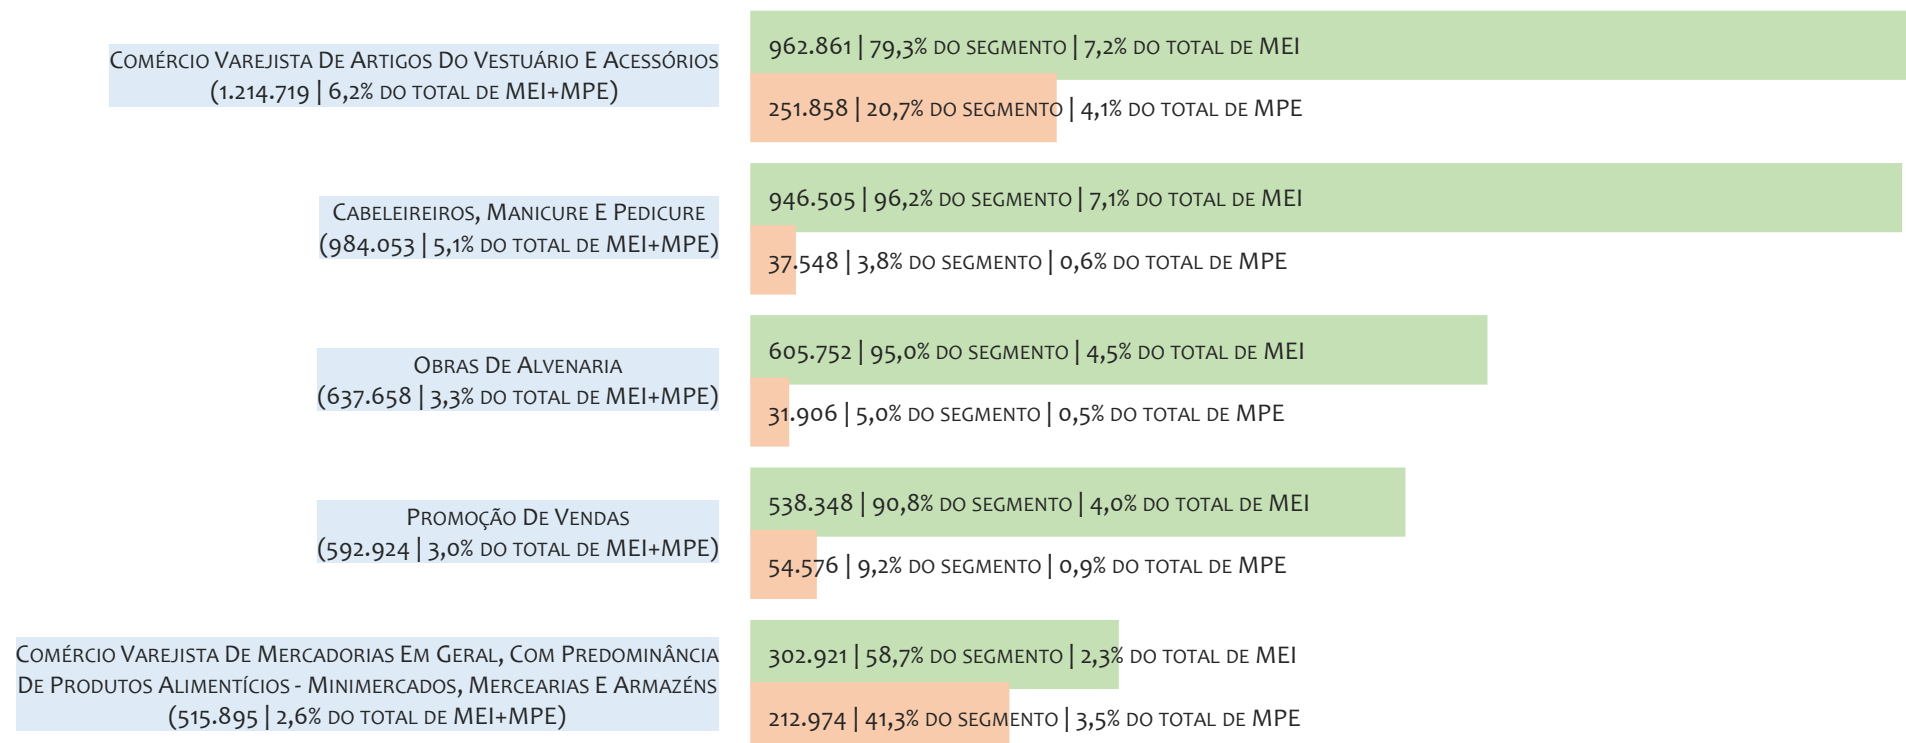 Comércio Varejista De Artigos Do Vestuário E Acessórios
(1.214.719 | 6,2% do total de MEI+MPE)
962.861 | 79,3% do segmento | 7,2% do total de MEI
251.858 | 20,7% do segmento | 4,1% do total de MPE
Cabeleireiros, Manicure E Pedicure
(984.053 | 5,1% do total de MEI+MPE)
946.505 | 96,2% do segmento | 7,1% do total de MEI
37.548 | 3,8% do segmento | 0,6% do total de MPE
Obras De Alvenaria
(637.658 | 3,3% do total de MEI+MPE)
605.752 | 95,0% do segmento | 4,5% do total de MEI
31.906 | 5,0% do segmento | 0,5% do total de MPE
Promoção De Vendas
(592.924 | 3,0% do total de MEI+MPE)
538.348 | 90,8% do segmento | 4,0% do total de MEI
54.576 | 9,2% do segmento | 0,9% do total de MPE
Comércio Varejista De Mercadorias Em Geral, Com Predominância
De Produtos Alimentícios - Minimercados, Mercearias E Armazéns
(515.895 | 2,6% do total de MEI+MPE)
302.921 | 58,7% do segmento | 2,3% do total de MEI
212.974 | 41,3% do segmento | 3,5% do total de MPE